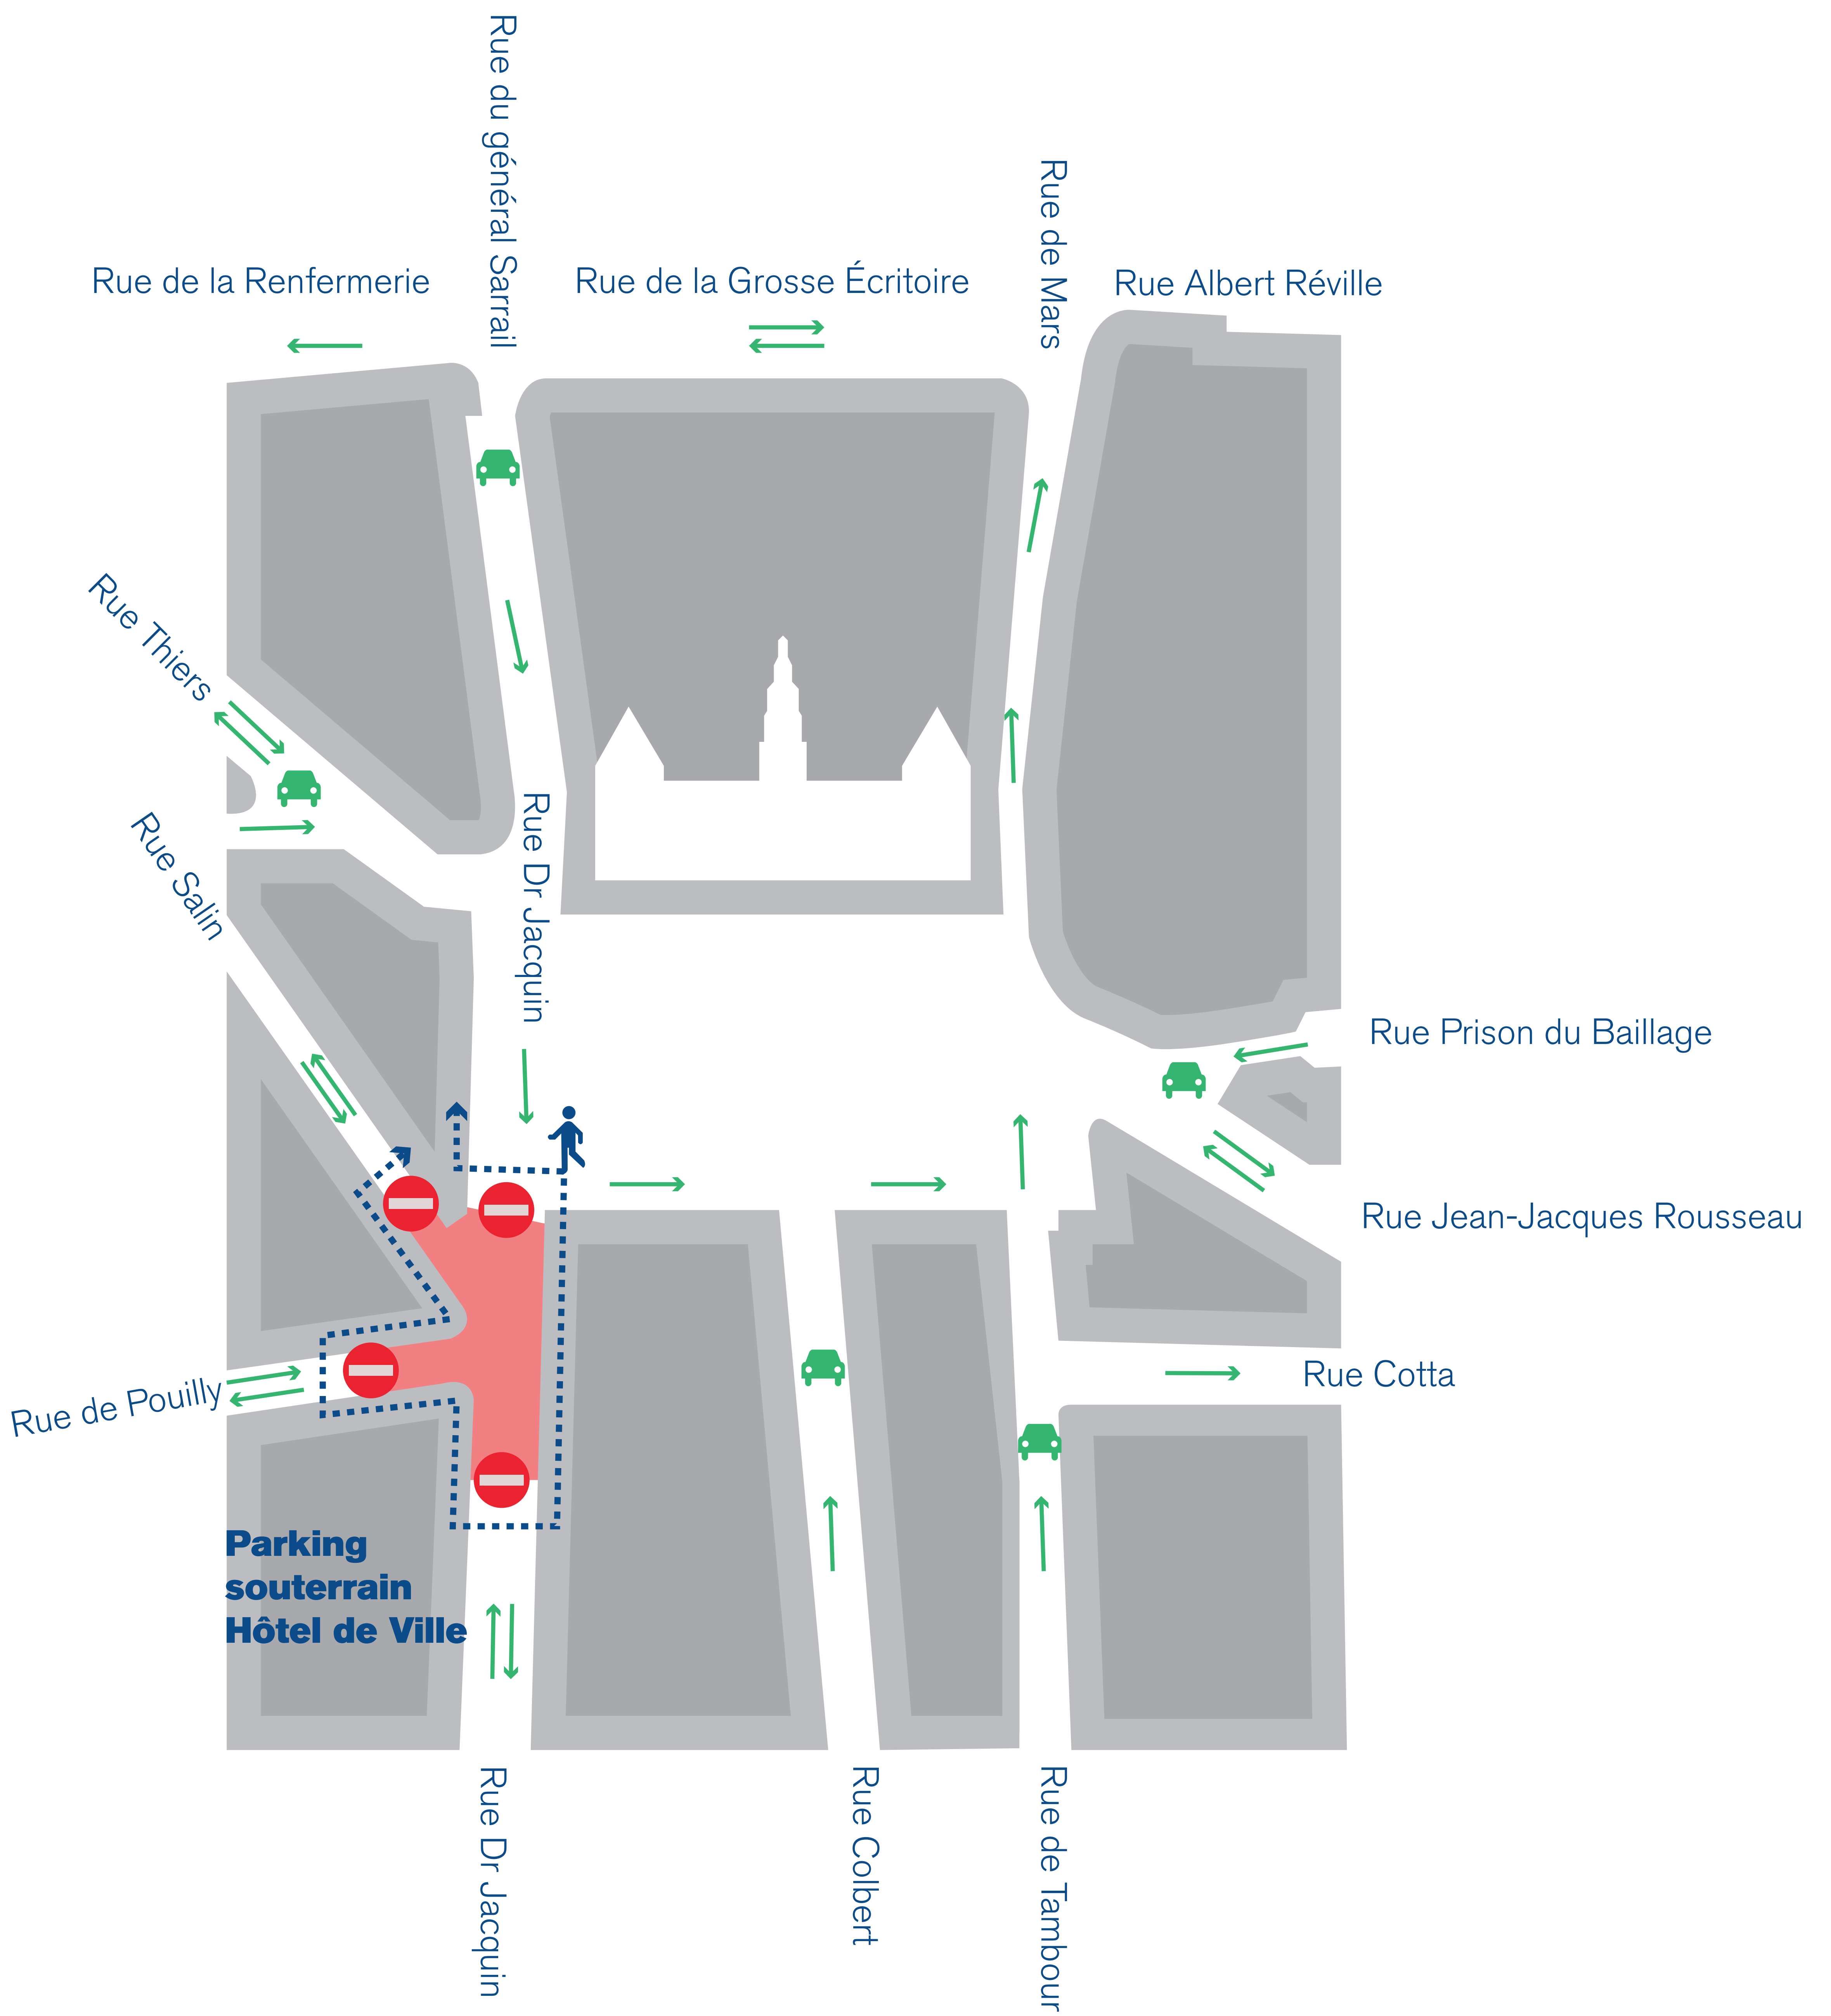 Rue du général Sarrail
Rue de Mars
Rue de la Renfermerie
Rue de la Grosse Écritoire
Rue Albert Réville
Rue Thiers
Rue Salin
Rue Dr Jacquin
Rue Prison du Baillage
Rue Jean-Jacques Rousseau
Rue de Pouilly
Rue Cotta
Parking
souterrain
Hôtel de Ville
Rue Dr Jacquin
Rue Colbert
Rue de Tambour